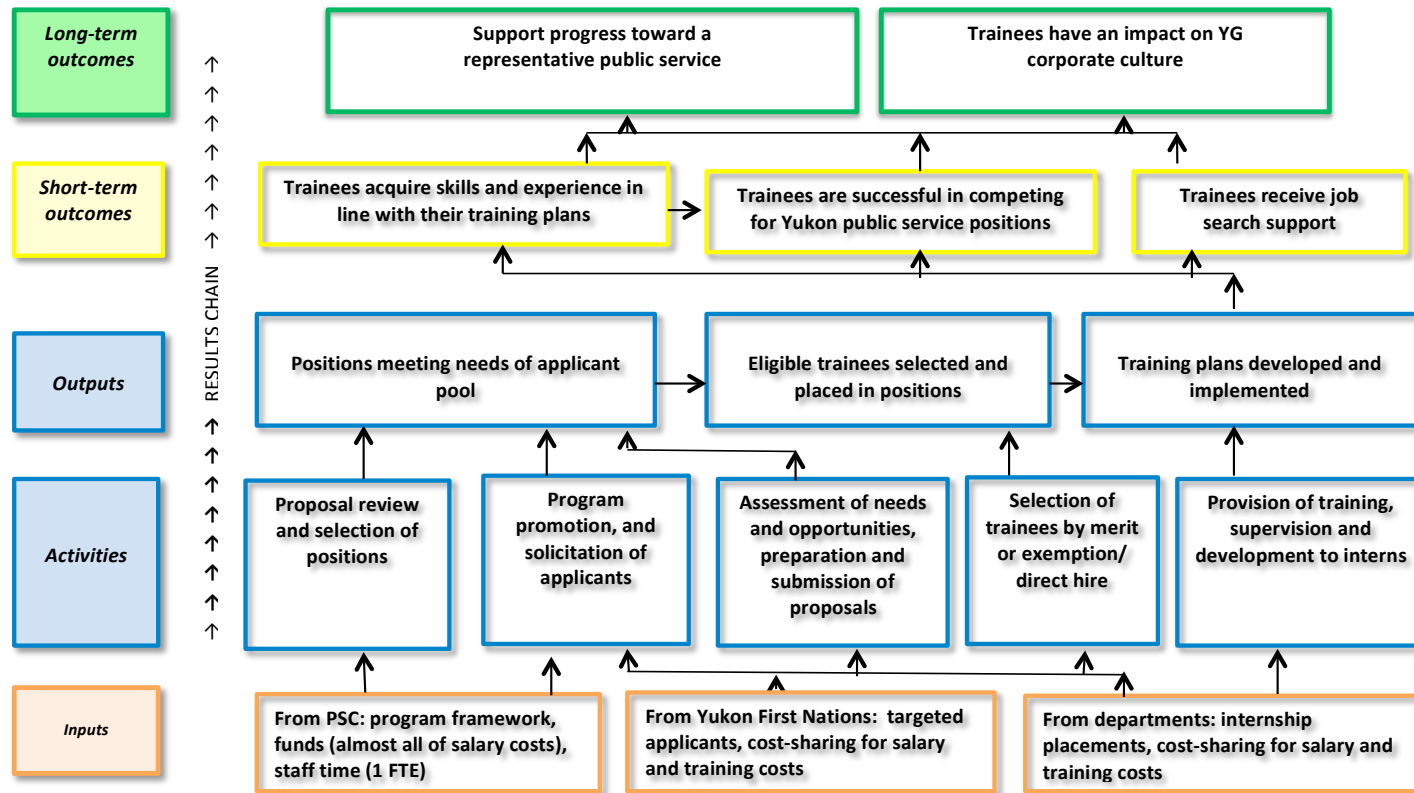 Long-term
outcomes
Support progress toward a
representative public service
Trainees have an impact on YG
corporate culture
Short-term
outcomes
Trainees acquire skills and experience in
line with their training plans
Trainees are successful in competing
for Yukon public service positions
Trainees receive job
search support
RESULTS CHAIN
Outputs
Positions meeting needs of applicant
pool
Eligible trainees selected and
placed in positions
Training plans developed and
implemented
Activities
Proposal review
and selection of
positions
Program
promotion, and
solicitation of
applicants
Assessment of needs
and opportunities,
preparation and
submission of
proposals
Selection of
trainees by merit
or exemption/
direct hire
Provision of training,
supervision and
development to interns
Inputs
From PSC: program framework,
funds (almost all of salary costs),
staff time (1 FTE)
From Yukon First Nations: targeted
applicants, cost-sharing for salary
and training costs
From departments: internship
placements, cost-sharing for salary and
training costs